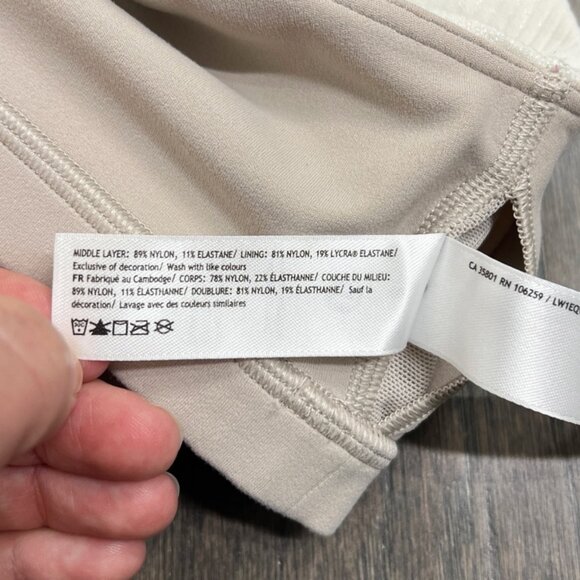 MIDDLE LAYER: 89% NYLON, 11% ELASTANE/ LINING: 81% NYLON, 19% LYCRA® ELASTANE/
Exclusive of decoration/ Wash with like colours
FR Fabriqué au Cambodge/ CORPS: 78% NYLON, 22% ÉLASTHANNE/ COUCHE DU MILIEU:
89% NYLON, 11% ÉLASTHANNE/ DOUBLURE: 81% NYLON, 19% ÉLASTHANNE/ Sauf la
décoration/ Lavage avec des couleurs similaires
CA 35801 RN 106259 / LW1EQ